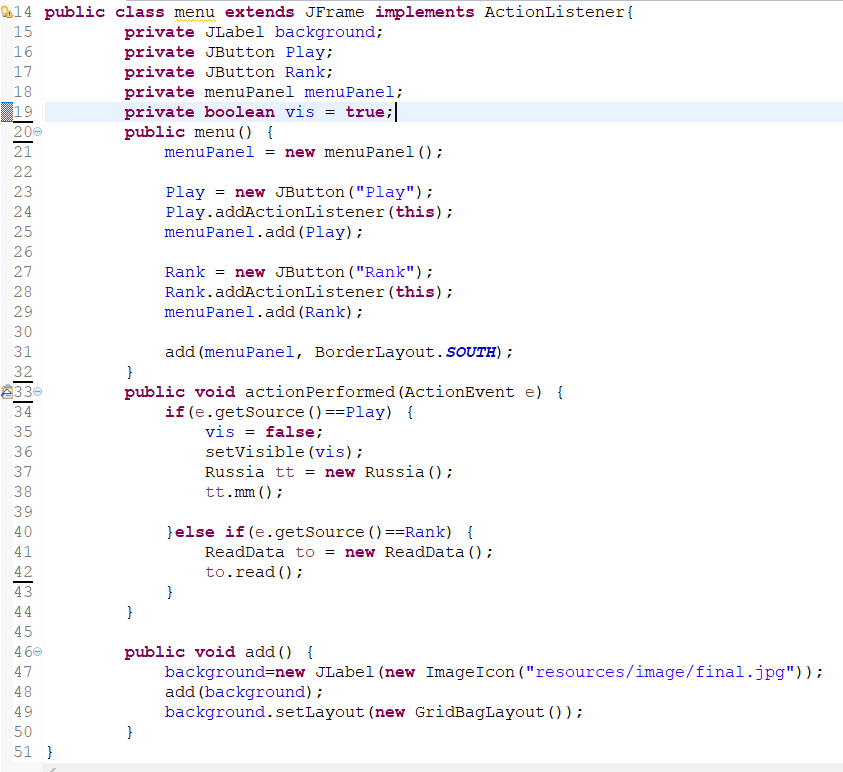 14 public class menu extends JFrame implements ActionListener{
15         private JLabel background;
16         private JButton Play;
17         private JButton Rank;
18         private menuPanel menuPanel;
19         private boolean vis = true;
20         public menu() {
21             menuPanel = new menuPanel();
22
23             Play = new JButton("Play");
24             Play.addActionListener(this);
25             menuPanel.add(Play);
26
27             Rank = new JButton("Rank");
28             Rank.addActionListener(this);
29             menuPanel.add(Rank);
30
31             add(menuPanel, BorderLayout.SOUTH);
32         }
33         public void actionPerformed(ActionEvent e) {
34             if(e.getSource()==Play) {
35                 vis = false;
36                 setVisible(vis);
37                 Russia tt = new Russia();
38                 tt.mm();
39
40             }else if(e.getSource()==Rank) {
41                 ReadData to = new ReadData();
42                 to.read();
43             }
44         }
45
46         public void add() {
47             background=new JLabel(new ImageIcon("resources/image/final.jpg"));
48             add(background);
49             background.setLayout(new GridBagLayout());
50         }
51 }